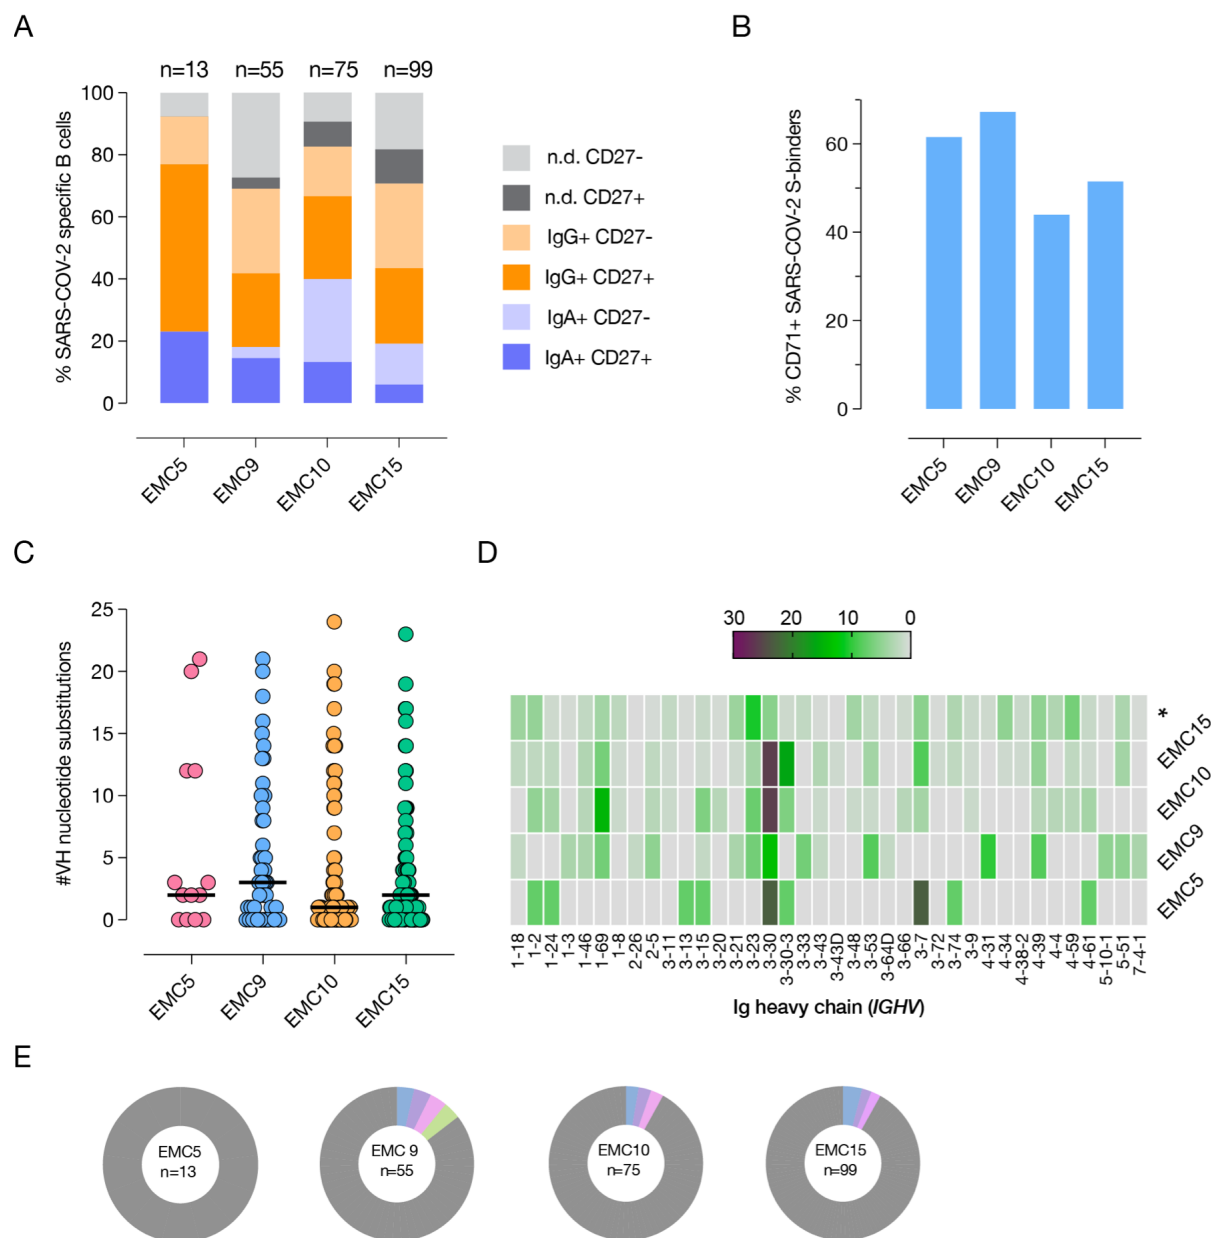 A
n=13 n=55 n=75 n=99
% SARS-COV-2 specific B cells
100
80
60
40
20
0
EMC5 EMC9 EMC10 EMC15
n.d. CD27-
n.d. CD27+
IgG+ CD27-
IgG+ CD27+
IgA+ CD27-
IgA+ CD27+
B
% CD71+ SARS-COV-2 S-binders
60
40
20
0
EMC5 EMC9 EMC10 EMC15
C
#VH nucleotide substitutions
25
20
15
10
5
0
EMC5 EMC9 EMC10 EMC15
D
30 20 10 0
*
EMC15
EMC10
EMC9
EMC5
1-18 1-2 1-24 1-3 1-46 1-69 1-8 2-26 2-5 3-11 3-13 3-15 3-20 3-21 3-23 3-30 3-30-3 3-33 3-43 3-43D 3-48 3-53 3-64D 3-66 3-7 3-72 3-74 3-9 4-31 4-34 4-38-2 4-39 4-4 4-59 4-61 5-10-1 5-51 7-4-1
Ig heavy chain (IGHV)
E
EMC5
n=13
EMC 9
n=55
EMC10
n=75
EMC15
n=99